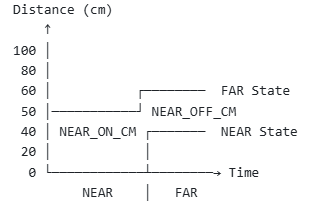 Distance (cm)
100
80
60 FAR State
50 NEAR_OFF_CM
40 NEAR_ON_CM NEAR State
20
0 Time
NEAR FAR